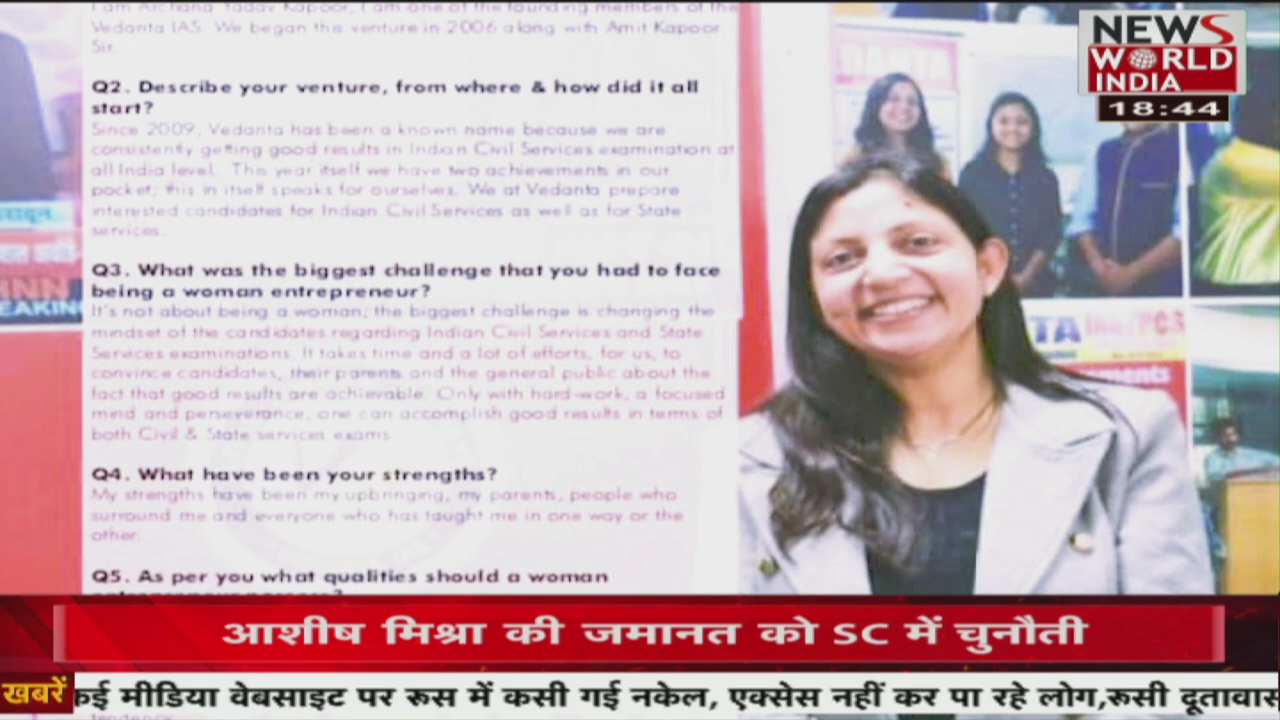 I am Archana Yadav Kapoor, I am one of the founding members of the
Vedanta IAS. We began this venture in 2006 along with Amit Kapoor
Sir.
Q2. Describe your venture, from where & how did it all
start?
Since 2009, Vedanta has been a known name because we are
consistently getting good results in Indian Civil Services examination at
all India level. This year itself we have two achievements in our
pocket; this in itself speaks for ourselves. We at Vedanta prepare
interested candidates for Indian Civil Services as well as for State
services.
Q3. What was the biggest challenge that you had to face
being a woman entrepreneur?
It's not about being a woman; the biggest challenge is changing the
mindset of the candidates regarding Indian Civil Services and State
Services examinations. It takes time and a lot of efforts, for us, to
convince candidates, their parents and the general public about the
fact that good results are achievable. Only with hard-work, a focused
mind and perseverance, one can accomplish good results in terms of
both Civil & State services exams.
Q4. What have been your strengths?
My strengths have been my upbringing, my parents, people who
surround me and everyone who has taught me in one way or the
other.
Q5. As per you what qualities should a woman
NEWS
WORLD
INDIA
18:44
HNN
EAKING
आशीष मिश्रा की जमानत को SC में चुनौती
खबरें
कई मीडिया वेबसाइट पर रूस में कसी गई नकेल, एक्सेस नहीं कर पा रहे लोग,रूसी दूतावास
tendency